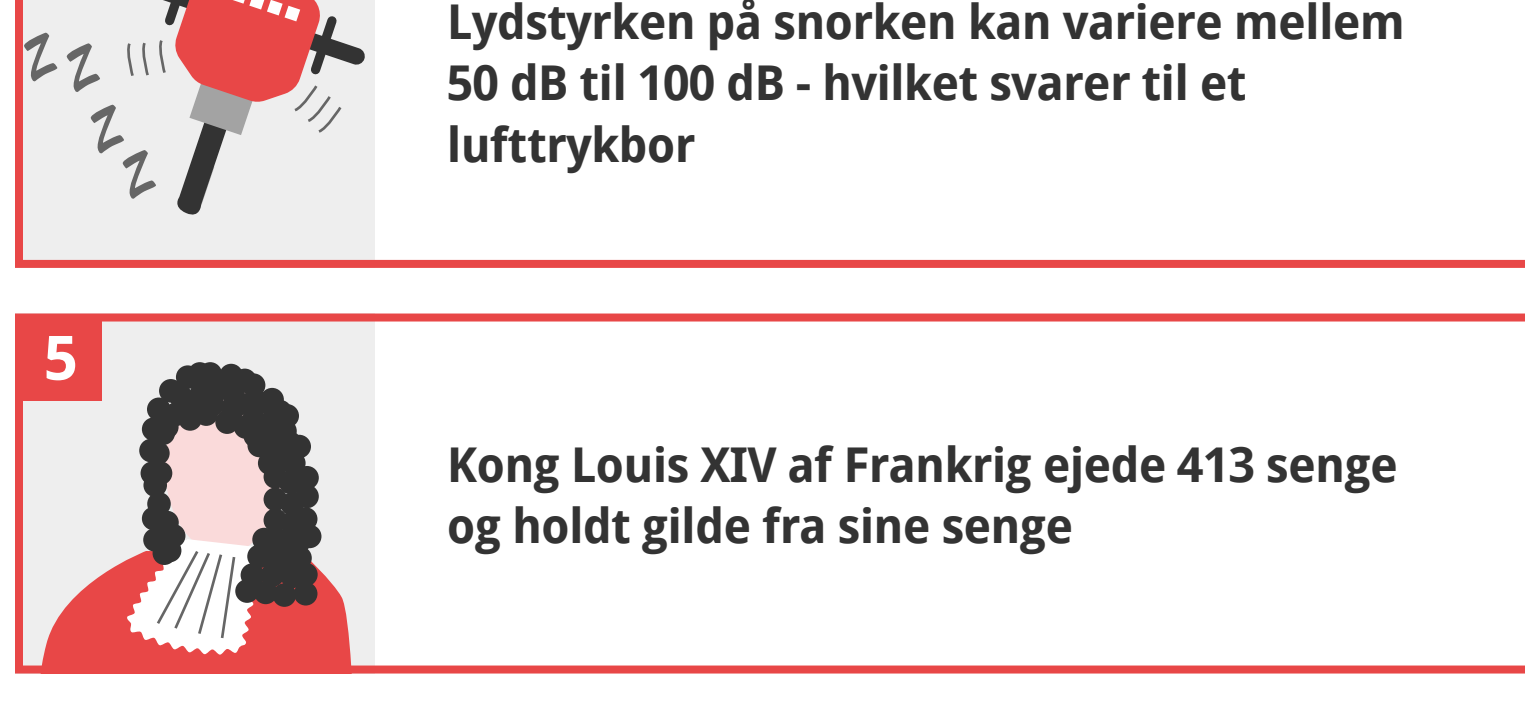 Lydstyrken på snorken kan variere mellem
50 dB til 100 dB - hvilket svarer til et
lufttrykbor
5
Kong Louis XIV af Frankrig ejede 413 senge
og holdt gilde fra sine senge